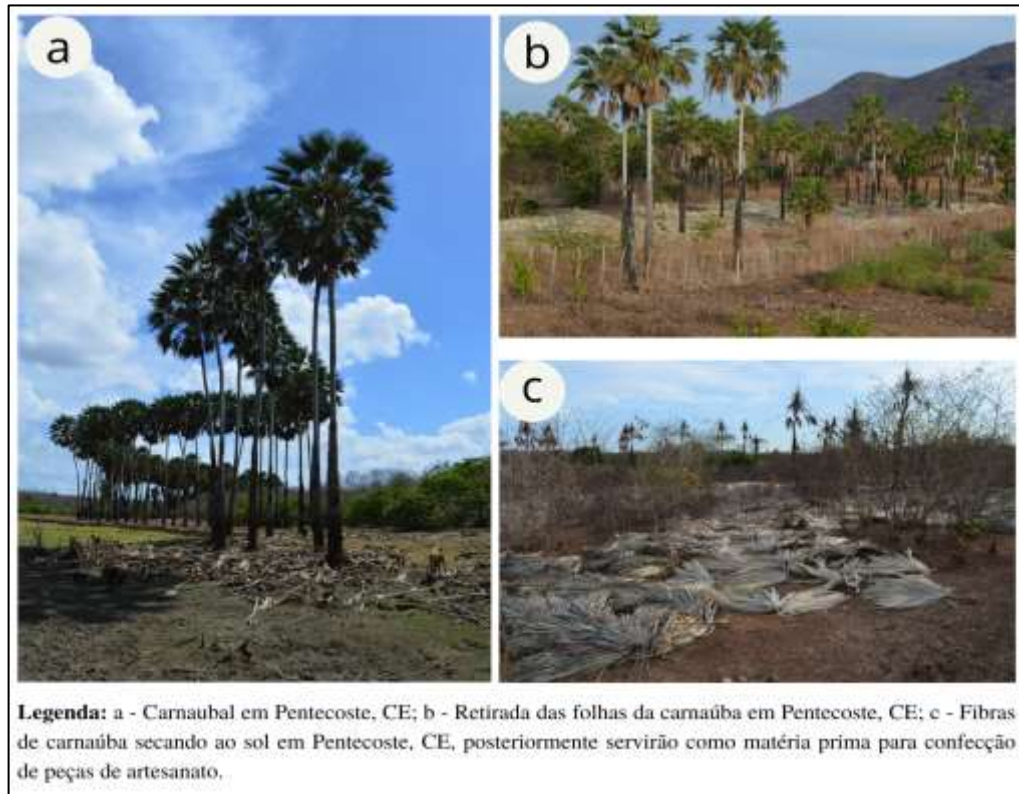 a
b
c
Legenda: a - Carnaubal em Pentecoste, CE; b - Retirada das folhas da carnaúba em Pentecoste, CE; c - Fibras
de carnaúba secando ao sol em Pentecoste, CE, posteriormente servirão como matéria prima para confecção
de peças de artesanato.